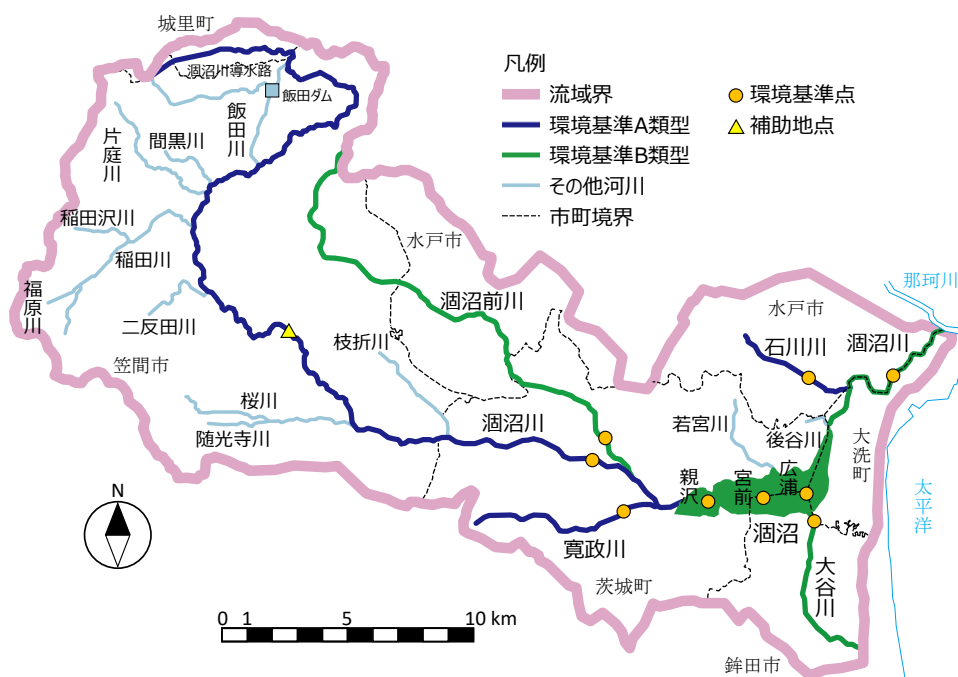 城里町
涸沼川導水路
飯田ダム
飯田川
間黒川
片庭川
稲田沢川
稲田川
福原川
二反田川
笠間市
桜川
随光寺川
枝折川
水戸市
涸沼前川
涸沼川
寛政川
茨城町
親沢
宮前
広浦
涸沼
大谷川
鉾田市
若宮川
後谷川
大洗町
石川川
涸沼川
水戸市
那珂川
太平洋
凡例
流域界
環境基準A類型
環境基準B類型
その他河川
市町境界
環境基準点
補助地点
N
0 1 5 10 km